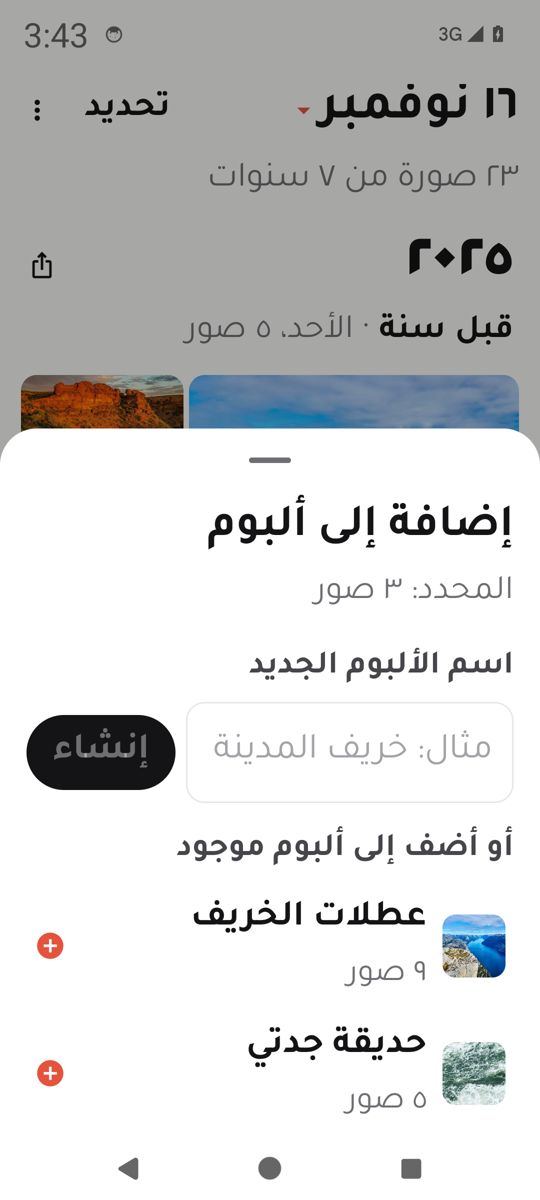 3:43
3G
١٦ نوفمبر
تحديد
٢٣ صورة من ٧ سنوات
٢٠٢٥
قبل سنة · الأحد، ٥ صور
إضافة إلى ألبوم
المحدد: ٣ صور
اسم الألبوم الجديد
مثال: خريف المدينة
إنشاء
أو أضف إلى ألبوم موجود
عطلات الخريف
٩ صور
حديقة جدتي
٥ صور